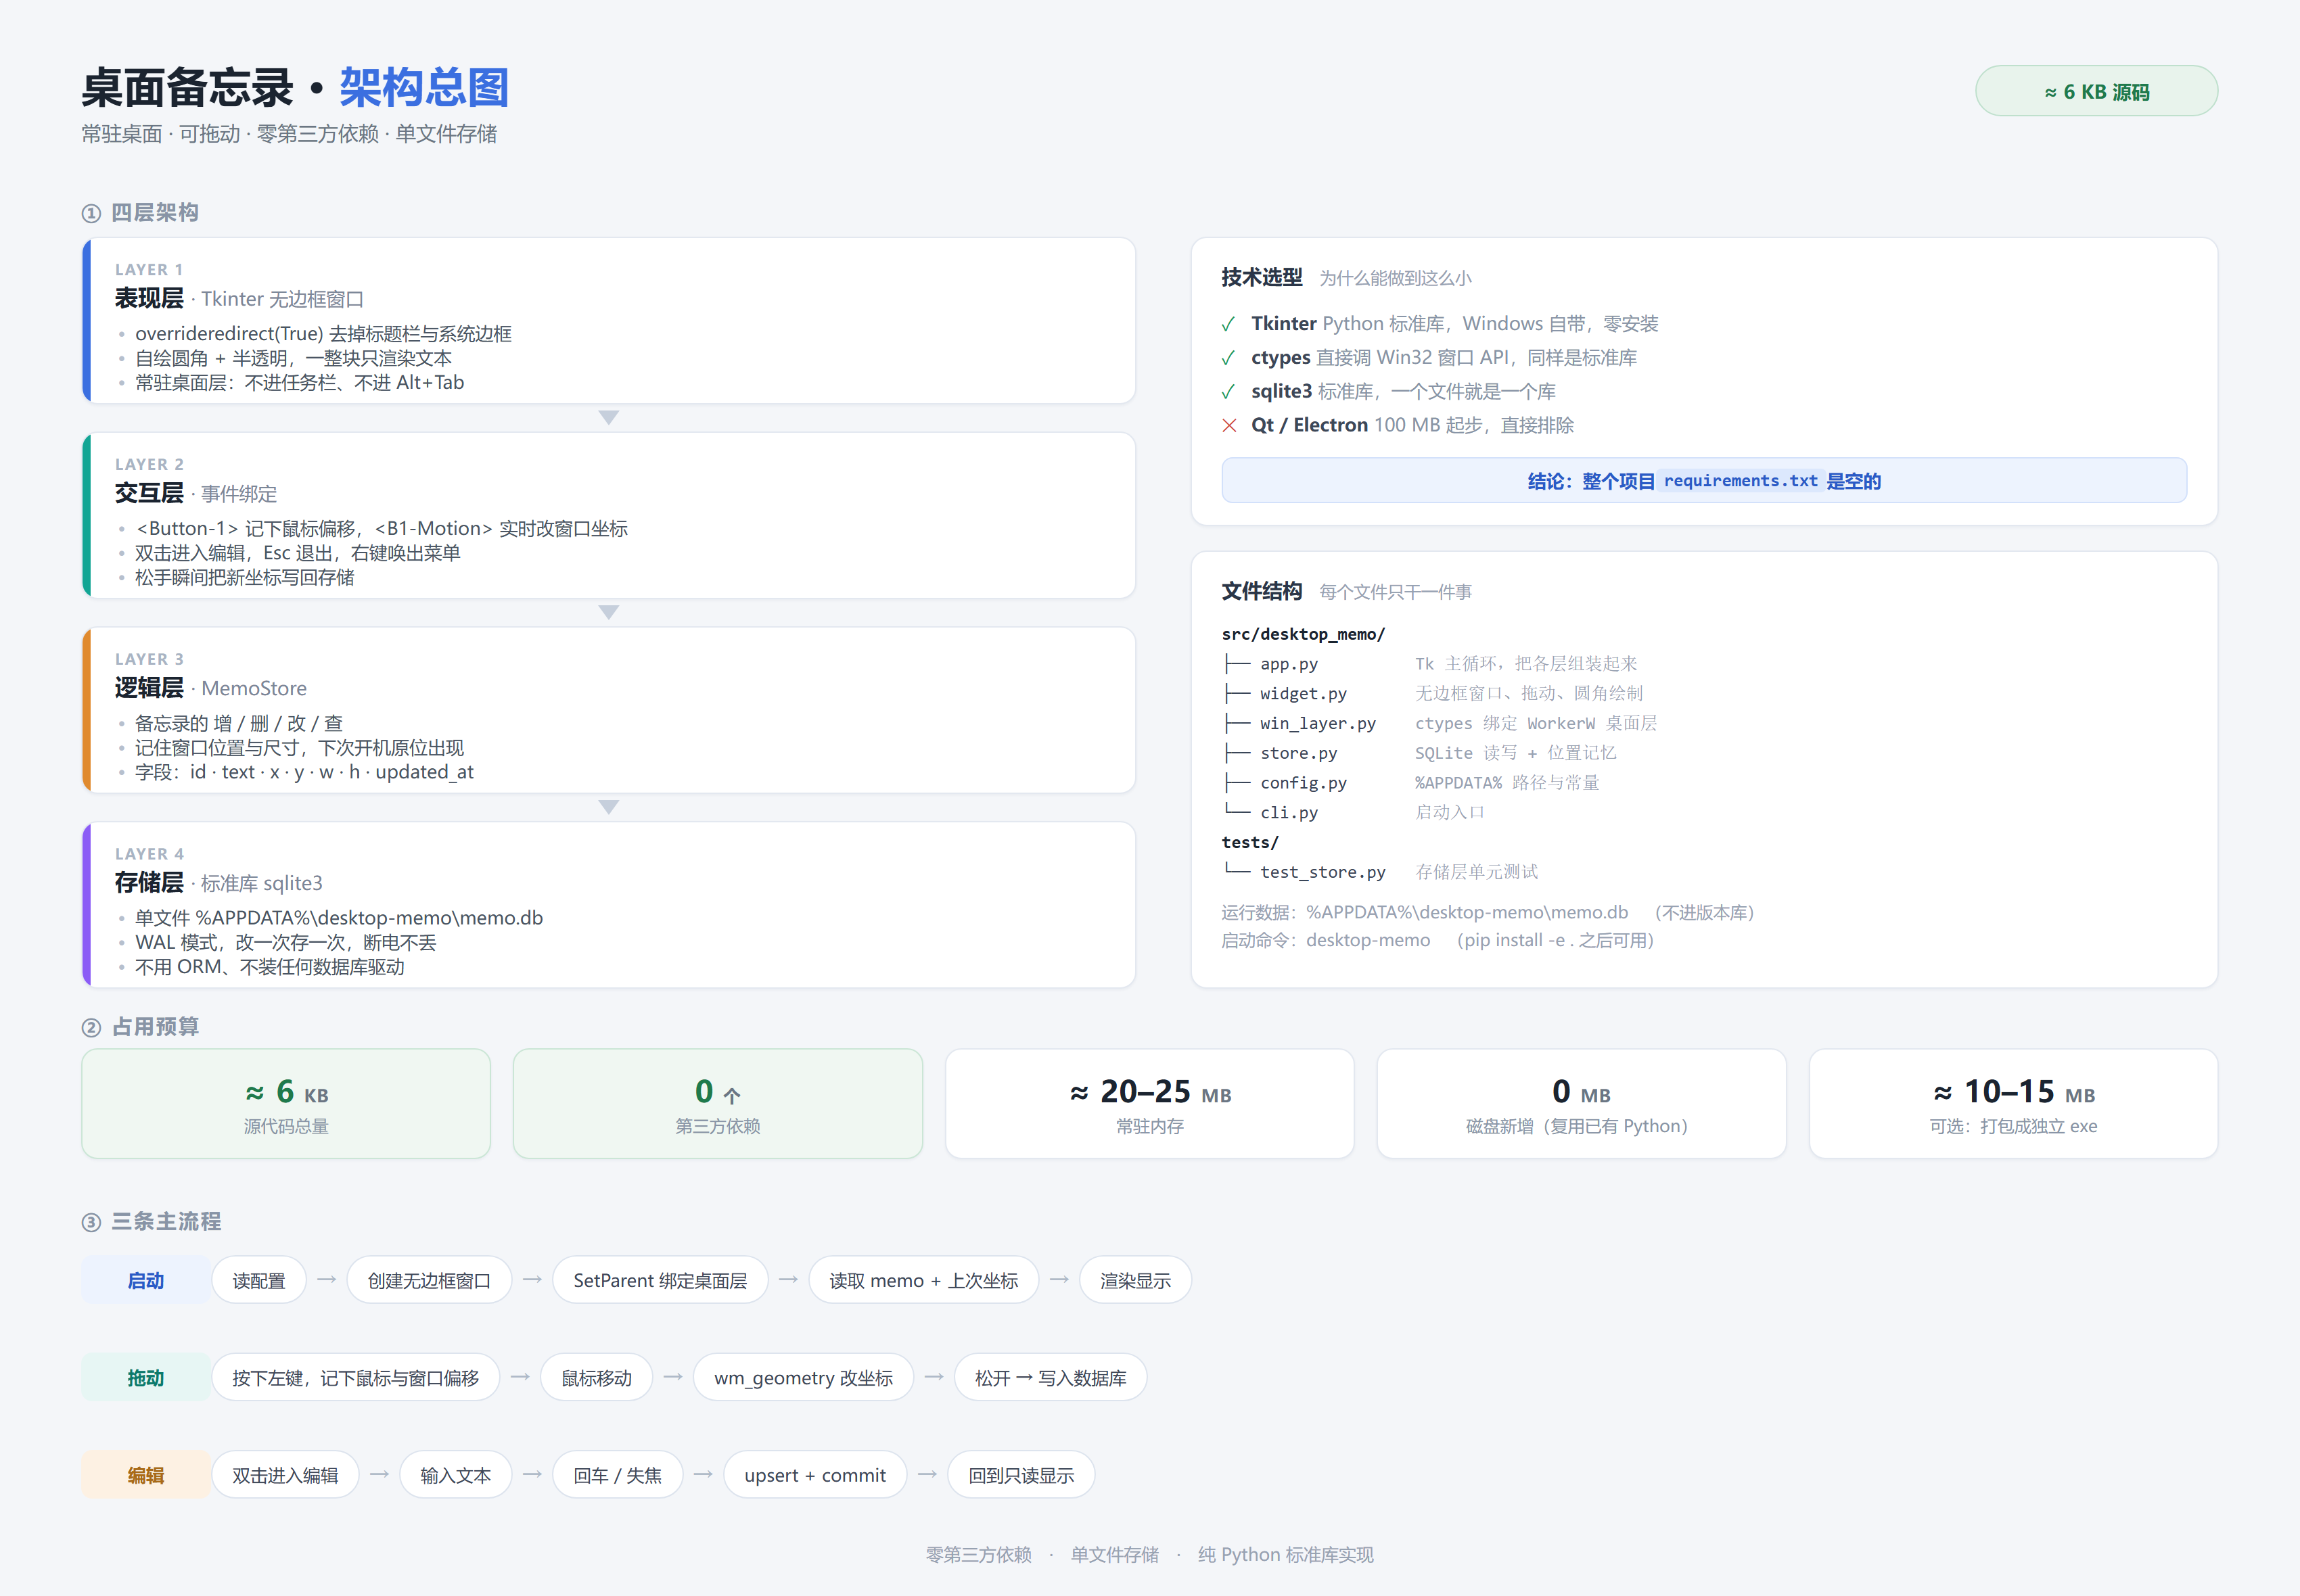 桌面备忘录 · 架构总图
≈ 6 KB 源码
常驻桌面 · 可拖动 · 零第三方依赖 · 单文件存储
① 四层架构
LAYER 1
表现层 · Tkinter 无边框窗口
• overrideredirect(True) 去掉标题栏与系统边框
• 自绘圆角 + 半透明，一整块只渲染文本
• 常驻桌面层：不进任务栏、不进 Alt+Tab
LAYER 2
交互层 · 事件绑定
• <Button-1> 记下鼠标偏移，<B1-Motion> 实时改窗口坐标
• 双击进入编辑，Esc 退出，右键唤出菜单
• 松手瞬间把新坐标写回存储
LAYER 3
逻辑层 · MemoStore
• 备忘录的 增 / 删 / 改 / 查
• 记住窗口位置与尺寸，下次开机原位出现
• 字段：id · text · x · y · w · h · updated_at
LAYER 4
存储层 · 标准库 sqlite3
• 单文件 %APPDATA%\desktop-memo\memo.db
• WAL 模式，改一次存一次，断电不丢
• 不用 ORM、不装任何数据库驱动
技术选型 为什么能做到这么小
✓ Tkinter Python 标准库，Windows 自带，零安装
✓ ctypes 直接调 Win32 窗口 API，同样是标准库
✓ sqlite3 标准库，一个文件就是一个库
✕ Qt / Electron 100 MB 起步，直接排除
结论：整个项目 requirements.txt 是空的
文件结构 每个文件只干一件事
src/desktop_memo/
├── app.py Tk 主循环，把各层组装起来
├── widget.py 无边框窗口、拖动、圆角绘制
├── win_layer.py ctypes 绑定 WorkerW 桌面层
├── store.py SQLite 读写 + 位置记忆
├── config.py %APPDATA% 路径与常量
└── cli.py 启动入口
tests/
└── test_store.py 存储层单元测试
运行数据：%APPDATA%\desktop-memo\memo.db （不进版本库）
启动命令：desktop-memo （pip install -e . 之后可用）
② 占用预算
≈ 6 KB
源代码总量
0 个
第三方依赖
≈ 20–25 MB
常驻内存
0 MB
磁盘新增（复用已有 Python）
≈ 10–15 MB
可选：打包成独立 exe
③ 三条主流程
启动 读配置 → 创建无边框窗口 → SetParent 绑定桌面层 → 读取 memo + 上次坐标 → 渲染显示
拖动 按下左键，记下鼠标与窗口偏移 → 鼠标移动 → wm_geometry 改坐标 → 松开 → 写入数据库
编辑 双击进入编辑 → 输入文本 → 回车 / 失焦 → upsert + commit → 回到只读显示
零第三方依赖 · 单文件存储 · 纯 Python 标准库实现